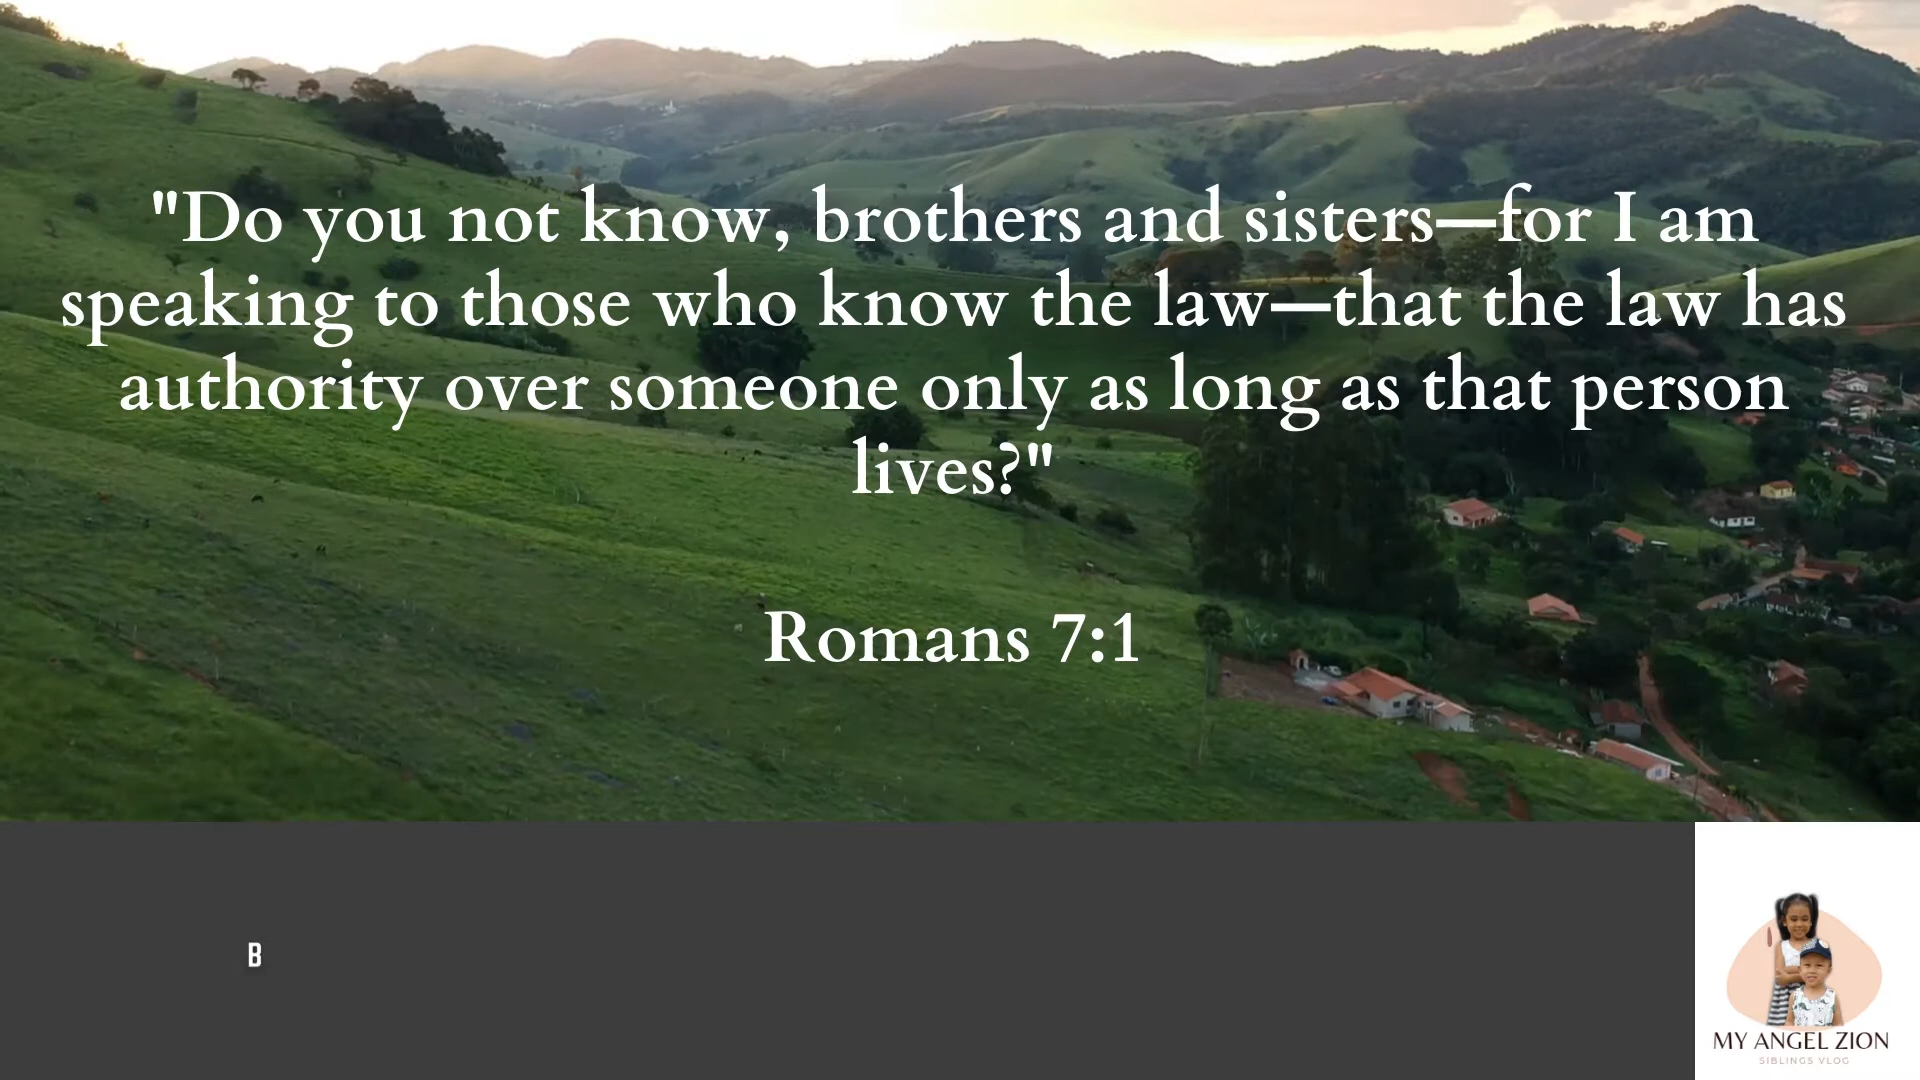 "Do you not know, brothers and sisters—for I am
speaking to those who know the law—that the law has
authority over someone only as long as that person
lives?"
Romans 7:1
B
MY ANGEL ZION
SIBLINGS VLOG